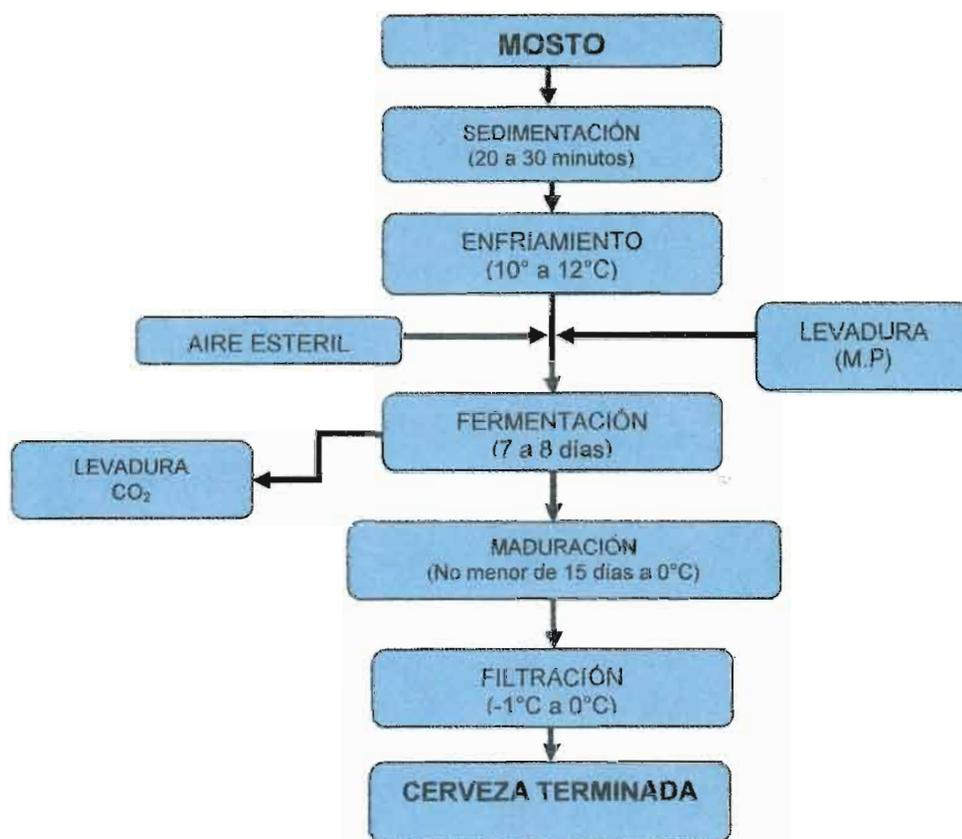 MOSTO
SEDIMENTACIÓN
(20 a 30 minutos)
ENFRIAMIENTO
(10° a 12°C)
AIRE ESTERIL
LEVADURA
(M.P)
FERMENTACIÓN
(7 a 8 días)
LEVADURA
CO₂
MADURACIÓN
(No menor de 15 días a 0°C)
FILTRACIÓN
(-1°C a 0°C)
CERVEZA TERMINADA